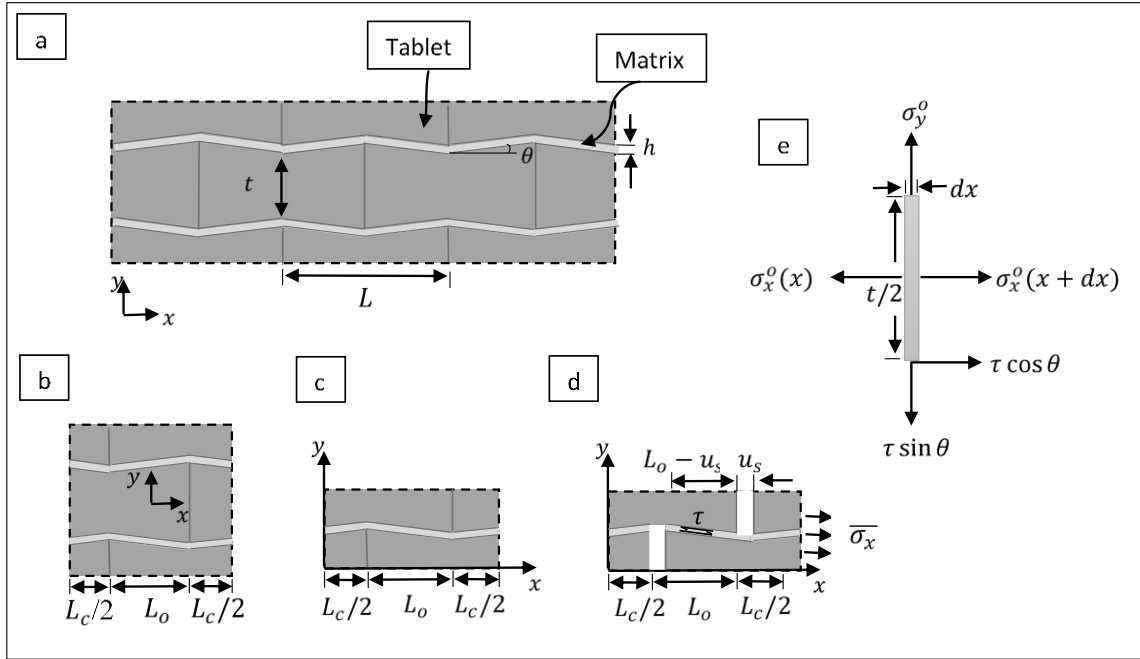 a
Tablet
Matrix
t
θ
h
L
y
x
b
y
x
L_c/2
L_o
L_c/2
c
y
x
L_c/2
L_o
L_c/2
d
y
L_o − u_s
u_s
τ
\overline{σ_x}
x
L_c/2
L_o
L_c/2
e
σ_y^o
dx
σ_x^o(x)
t/2
σ_x^o(x + dx)
τ cos θ
τ sin θ